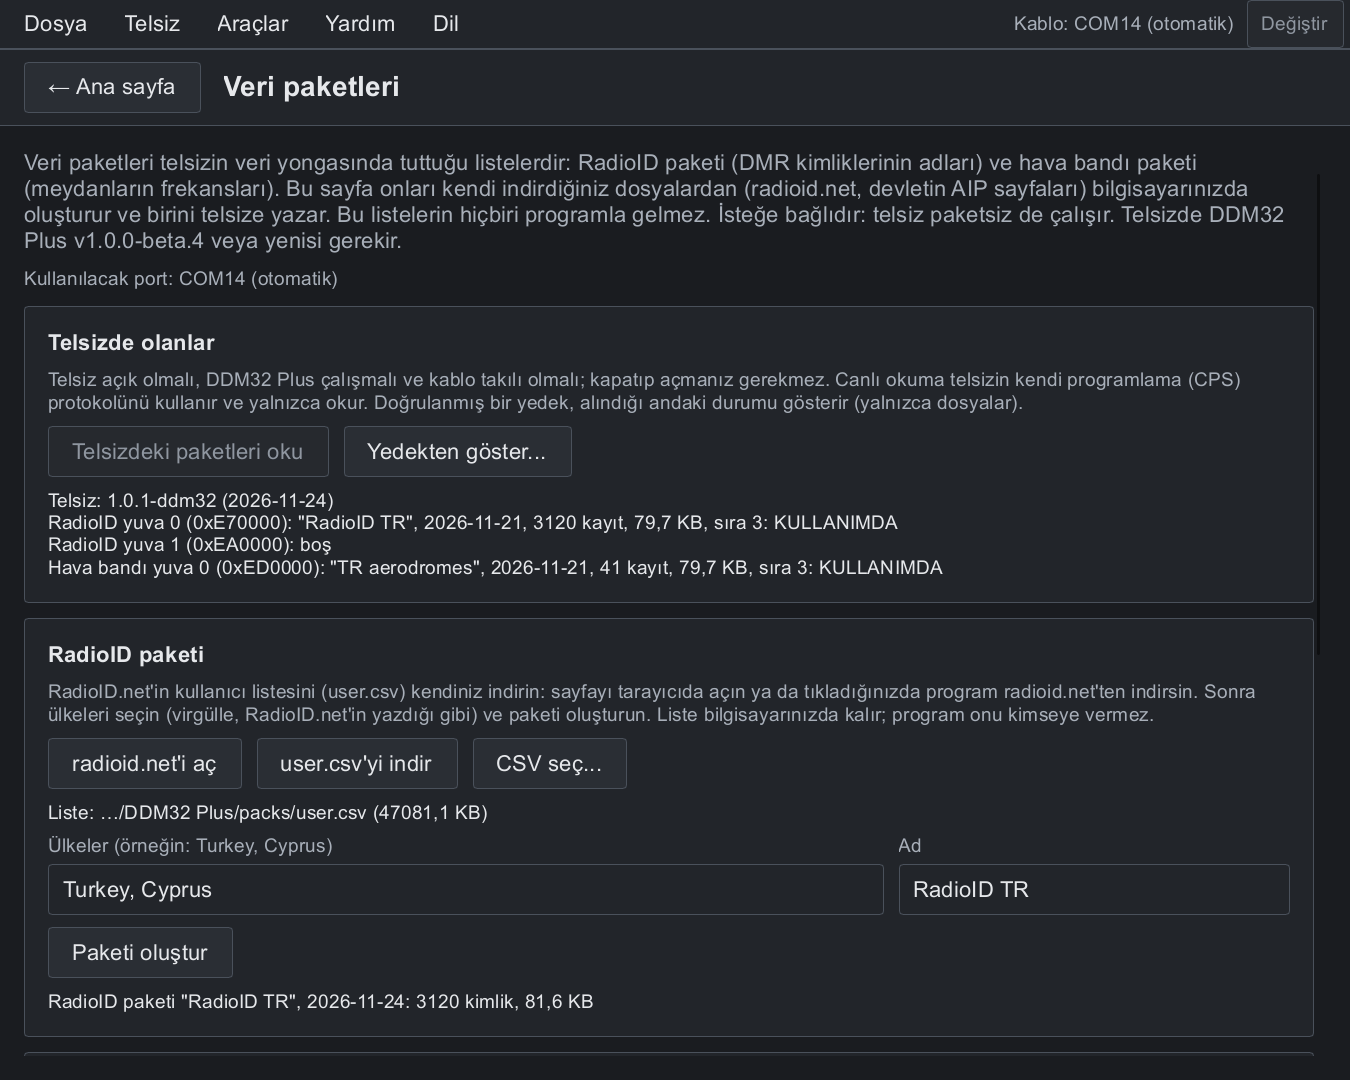 Dosya Telsiz Araçlar Yardım Dil Kablo: COM14 (otomatik) Değiştir
← Ana sayfa Veri paketleri
Veri paketleri telsizin veri yongasında tuttuğu listelerdir: RadioID paketi (DMR kimliklerinin adları) ve hava bandı paketi
(meydanların frekansları). Bu sayfa onları kendi indirdiğiniz dosyalardan (radioid.net, devletin AIP sayfaları) bilgisayarınızda
oluşturur ve birini telsize yazar. Bu listelerin hiçbiri programla gelmez. İsteğe bağlıdır: telsiz paketsiz de çalışır. Telsizde DDM32
Plus v1.0.0-beta.4 veya yenisi gerekir.
Kullanılacak port: COM14 (otomatik)
Telsizde olanlar
Telsiz açık olmalı, DDM32 Plus çalışmalı ve kablo takılı olmalı; kapatıp açmanız gerekmez. Canlı okuma telsizin kendi programlama (CPS)
protokolünü kullanır ve yalnızca okur. Doğrulanmış bir yedek, alındığı andaki durumu gösterir (yalnızca dosyalar).
Telsizdeki paketleri oku Yedekten göster...
Telsiz: 1.0.1-ddm32 (2026-11-24)
RadioID yuva 0 (0xE70000): "RadioID TR", 2026-11-21, 3120 kayıt, 79,7 KB, sıra 3: KULLANIMDA
RadioID yuva 1 (0xEA0000): boş
Hava bandı yuva 0 (0xED0000): "TR aerodromes", 2026-11-21, 41 kayıt, 79,7 KB, sıra 3: KULLANIMDA
RadioID paketi
RadioID.net'in kullanıcı listesini (user.csv) kendiniz indirin: sayfayı tarayıcıda açın ya da tıkladığınızda program radioid.net'ten indirsin. Sonra
ülkeleri seçin (virgülle, RadioID.net'in yazdığı gibi) ve paketi oluşturun. Liste bilgisayarınızda kalır; program onu kimseye vermez.
radioid.net'i aç user.csv'yi indir CSV seç...
Liste: …/DDM32 Plus/packs/user.csv (47081,1 KB)
Ülkeler (örneğin: Turkey, Cyprus) Ad
Turkey, Cyprus RadioID TR
Paketi oluştur
RadioID paketi "RadioID TR", 2026-11-24: 3120 kimlik, 81,6 KB